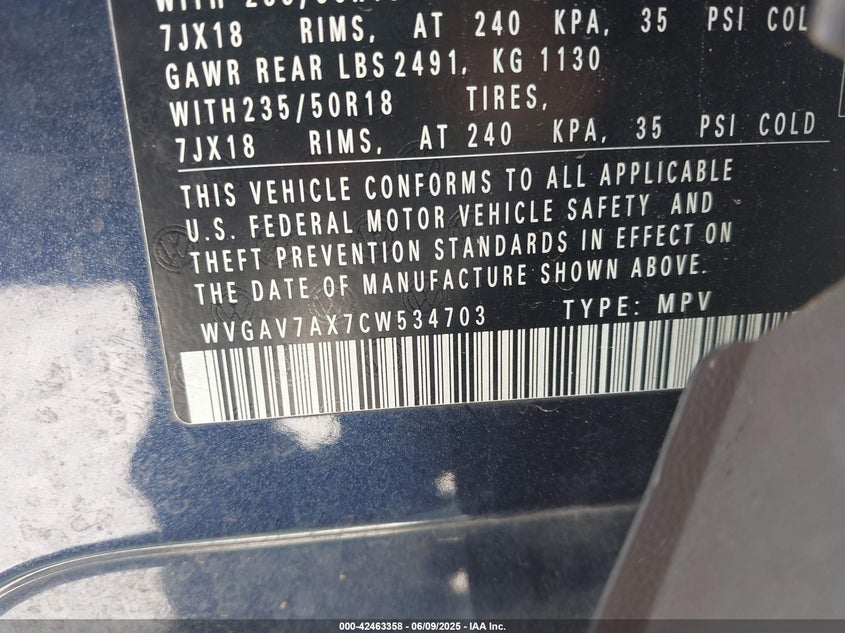 7JX18 RIMS, AT 240 KPA, 35 PSI COL
GAWR REAR LBS 2491, KG 1130
WITH 235/50R18 TIRES,
7JX18 RIMS, AT 240 KPA, 35 PSI COLD
THIS VEHICLE CONFORMS TO ALL APPLICABLE
U.S. FEDERAL MOTOR VEHICLE SAFETY AND
THEFT PREVENTION STANDARDS IN EFFECT ON
THE DATE OF MANUFACTURE SHOWN ABOVE.
WVGAV7AX7CW534703 TYPE: MPV
000-42463358 - 06/09/2025 - IAA Inc.